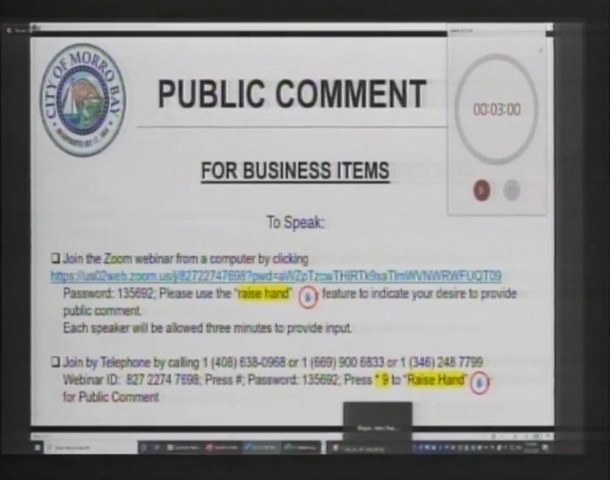 CITY OF MORRO BAY
PUBLIC COMMENT
00:03:00
FOR BUSINESS ITEMS
To Speak:
❑ Join the Zoom webinar from a computer by clicking
Password: 135692; Please use the "raise hand" feature to indicate your desire to provide
public comment.
Each speaker will be allowed three minutes to provide input.
❑ Join by Telephone by calling 1 (408) 638-0968 or 1 (669) 900 6833 or 1 (346) 248 7799
Webinar ID: 827 2274 7698; Press #; Password: 135692; Press * 9 to "Raise Hand"
for Public Comment